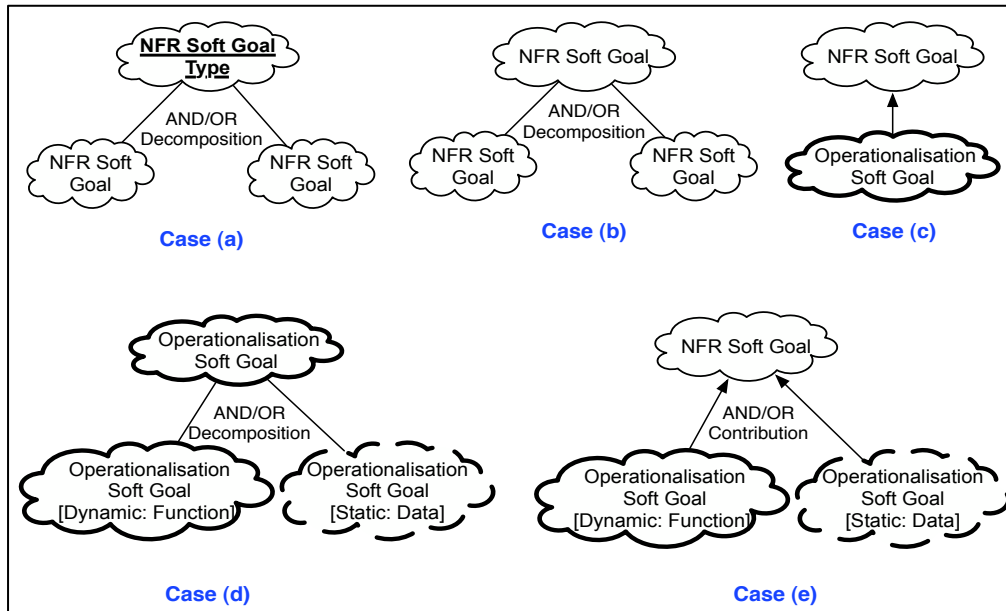 NFR Soft Goal
Type
AND/OR
Decomposition
NFR Soft
Goal
NFR Soft
Goal
Case (a)
NFR Soft Goal
AND/OR
Decomposition
NFR Soft
Goal
NFR Soft
Goal
Case (b)
NFR Soft Goal
Operationalisation
Soft Goal
Case (c)
Operationalisation
Soft Goal
AND/OR
Decomposition
Operationalisation
Soft Goal
[Dynamic: Function]
Operationalisation
Soft Goal
[Static: Data]
Case (d)
NFR Soft Goal
AND/OR
Contribution
Operationalisation
Soft Goal
[Dynamic: Function]
Operationalisation
Soft Goal
[Static: Data]
Case (e)